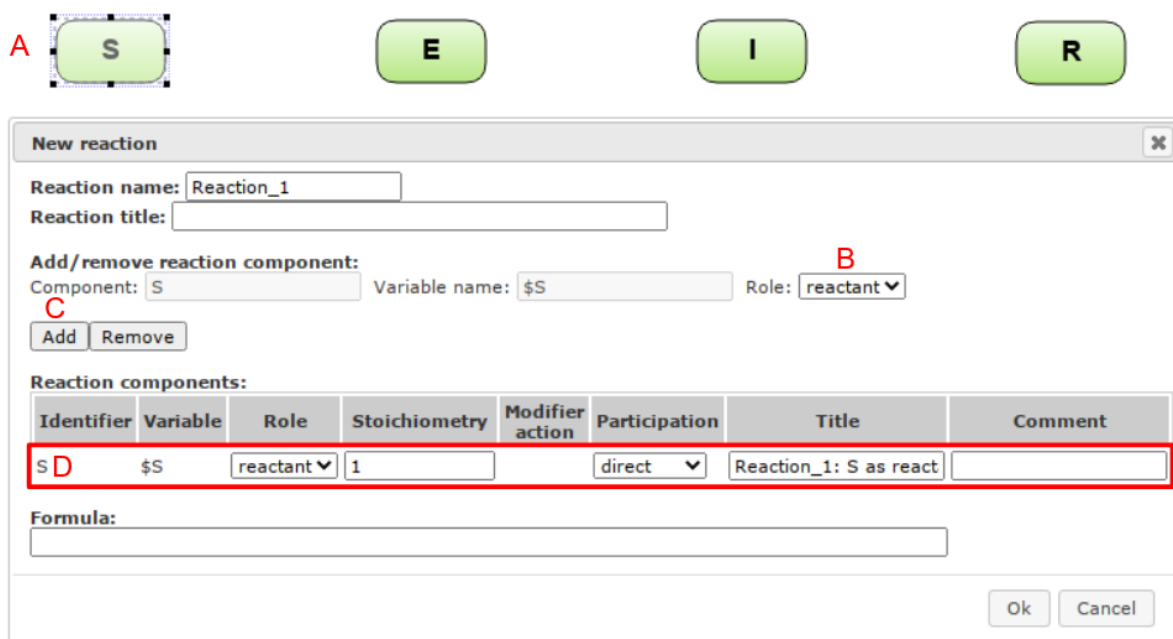 A S E I R
New reaction
Reaction name: Reaction_1
Reaction title:
Add/remove reaction component:
B
Component: S Variable name: $S Role: reactant
C
Add Remove
Reaction components:
Identifier Variable Role Stoichiometry Modifier action Participation Title Comment
S D $S reactant 1 direct Reaction_1: S as react
Formula:
Ok Cancel